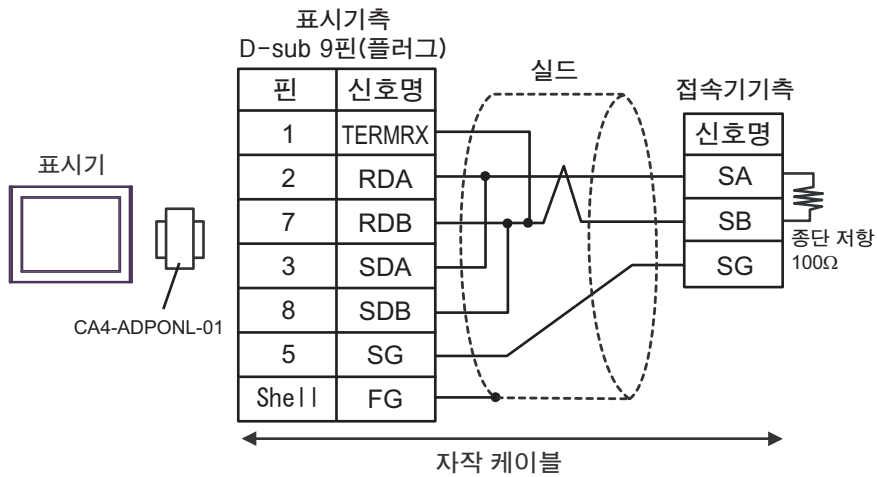 표시기측
D-sub 9핀(플러그)
실드
접속기기측
핀 신호명
신호명
1 TERMRX
표시기
2 RDA
SA
7 RDB
SB
종단 저항
100Ω
3 SDA
SG
8 SDB
CA4-ADPONL-01
5 SG
Shell FG
자작 케이블